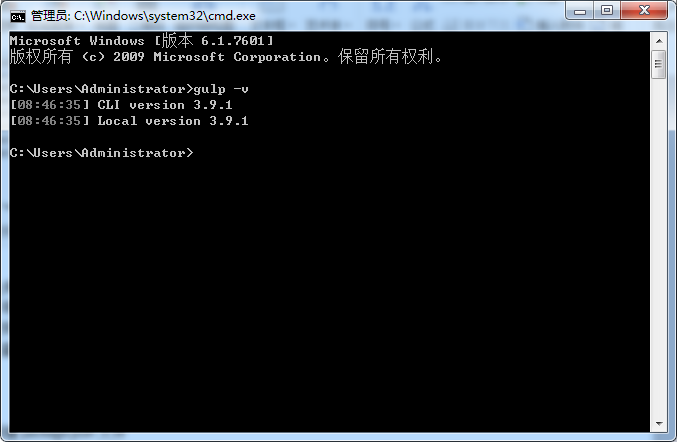 管理员: C:\Windows\system32\cmd.exe
Microsoft Windows [版本 6.1.7601]
版权所有 (c) 2009 Microsoft Corporation。保留所有权利。
C:\Users\Administrator>gulp -v
[08:46:35] CLI version 3.9.1
[08:46:35] Local version 3.9.1
C:\Users\Administrator>